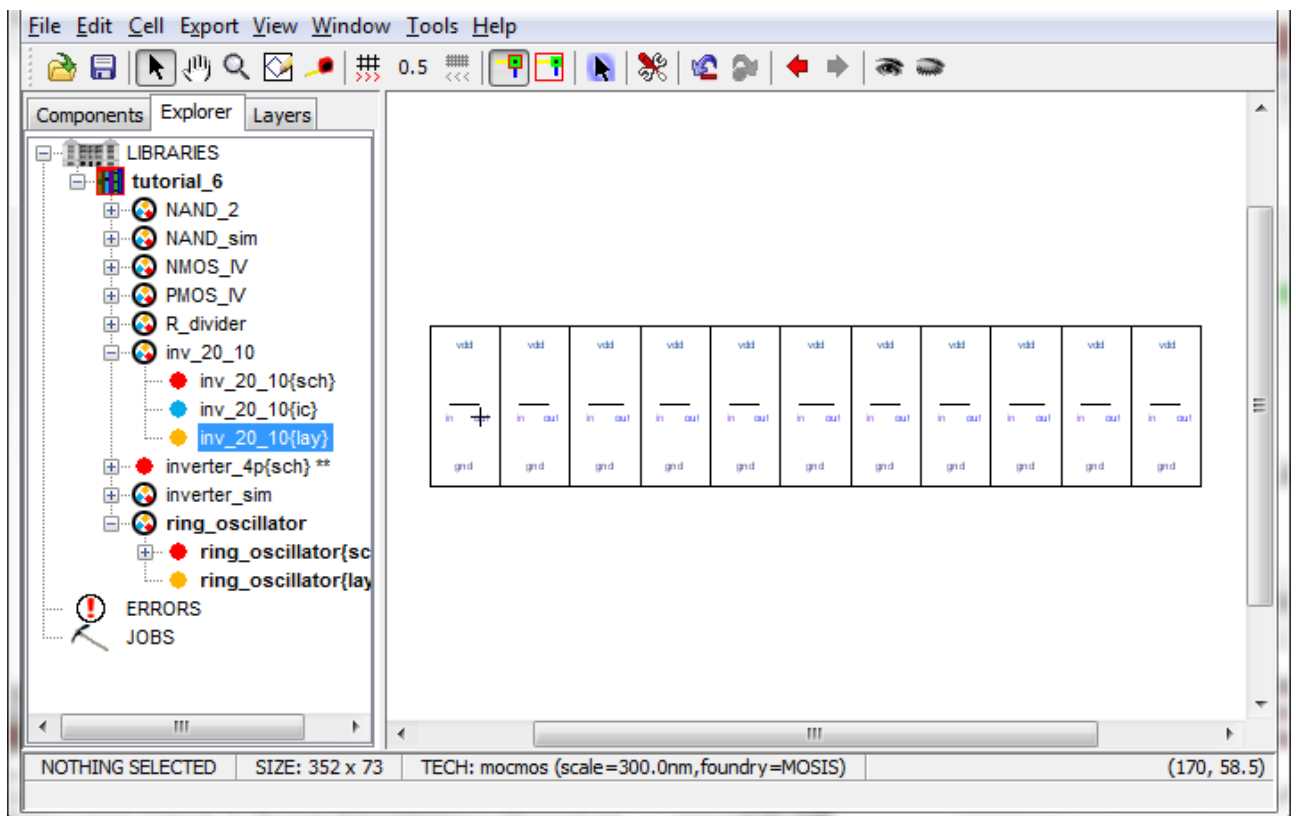 File Edit Cell Export View Window Tools Help
0.5
Components Explorer Layers
LIBRARIES
tutorial_6
NAND_2
NAND_sim
NMOS_IV
PMOS_IV
R_divider
inv_20_10
inv_20_10{sch}
inv_20_10{ic}
inv_20_10{lay}
inverter_4p{sch} **
inverter_sim
ring_oscillator
ring_oscillator{sc
ring_oscillator{lay
ERRORS
JOBS
vdd vdd vdd vdd vdd vdd vdd vdd vdd vdd vdd
in out in out in out in out in out in out in out in out in out in out in out
gnd gnd gnd gnd gnd gnd gnd gnd gnd gnd gnd
NOTHING SELECTED SIZE: 352 x 73 TECH: mocmos (scale=300.0nm,foundry=MOSIS) (170, 58.5)